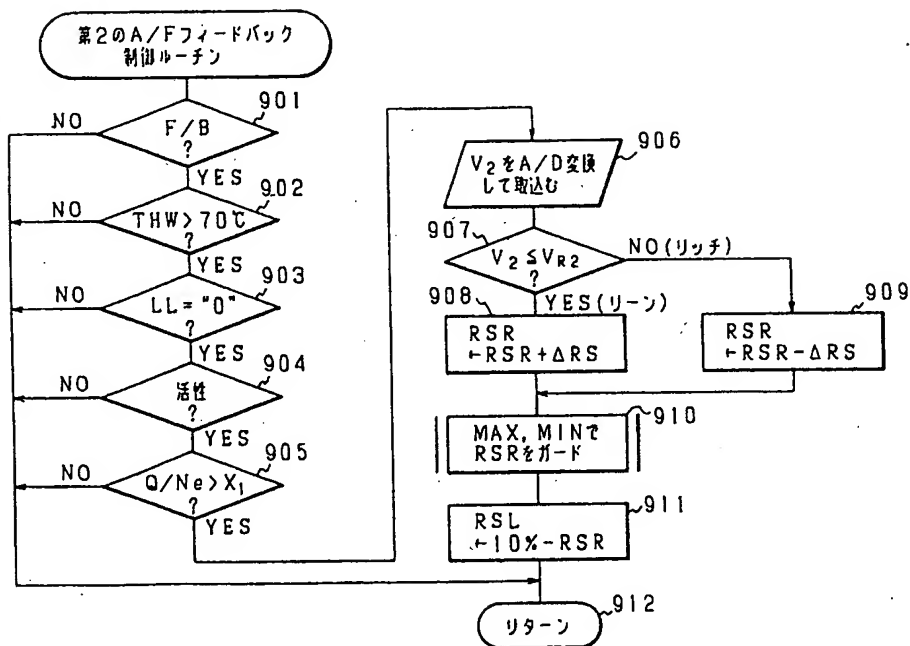 第2のA/Fフィードバック
制御ルーチン
901
F/B
?
NO
YES
902
THW>70℃
?
NO
YES
903
LL="0"
?
NO
YES
904
活性
?
NO
YES
905
Q/Ne>X1
?
NO
YES
906
V2をA/D変換
して取込む
907
V2≦VR2
?
NO(リッチ)
YES(リーン)
908
RSR
←RSR+ΔRS
909
RSR
←RSR-ΔRS
910
MAX,MINで
RSRをガード
911
RSL
←10%-RSR
リターン
912